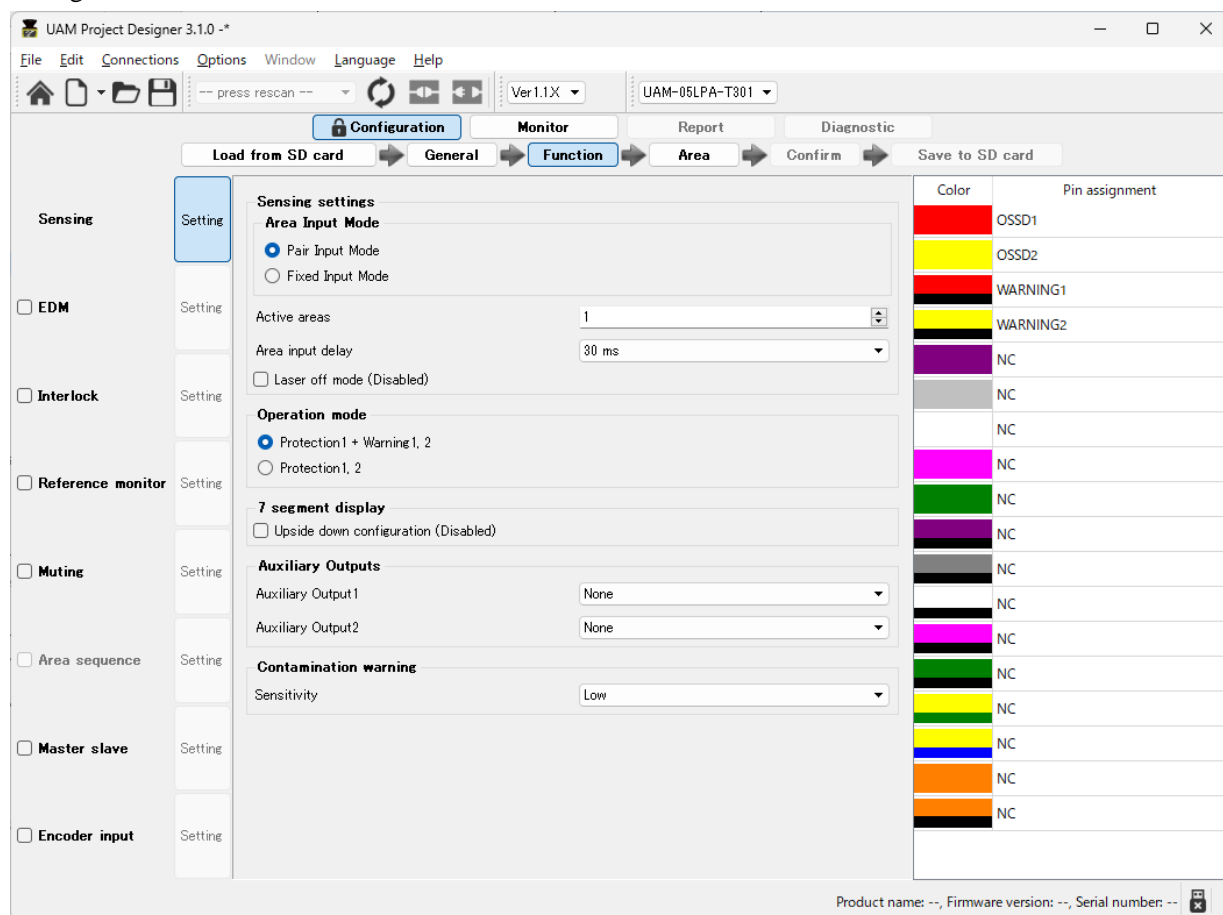 UAM Project Designer 3.1.0 -*
File Edit Connections Options Window Language Help
-- press rescan -- Ver1.1X UAM-05LPA-T301
Configuration Monitor Report Diagnostic
Load from SD card General Function Area Confirm Save to SD card
Sensing Setting
EDM Setting
Interlock Setting
Reference monitor Setting
Muting Setting
Area sequence Setting
Master slave Setting
Encoder input Setting
Sensing settings
Area Input Mode
Pair Input Mode
Fixed Input Mode
Active areas 1
Area input delay 30 ms
Laser off mode (Disabled)
Operation mode
Protection1 + Warning1, 2
Protection1, 2
7 segment display
Upside down configuration (Disabled)
Auxiliary Outputs
Auxiliary Output1 None
Auxiliary Output2 None
Contamination warning
Sensitivity Low
Color Pin assignment
OSSD1
OSSD2
WARNING1
WARNING2
NC
NC
NC
NC
NC
NC
NC
NC
NC
NC
NC
NC
NC
NC
Product name: --, Firmware version: --, Serial number: --